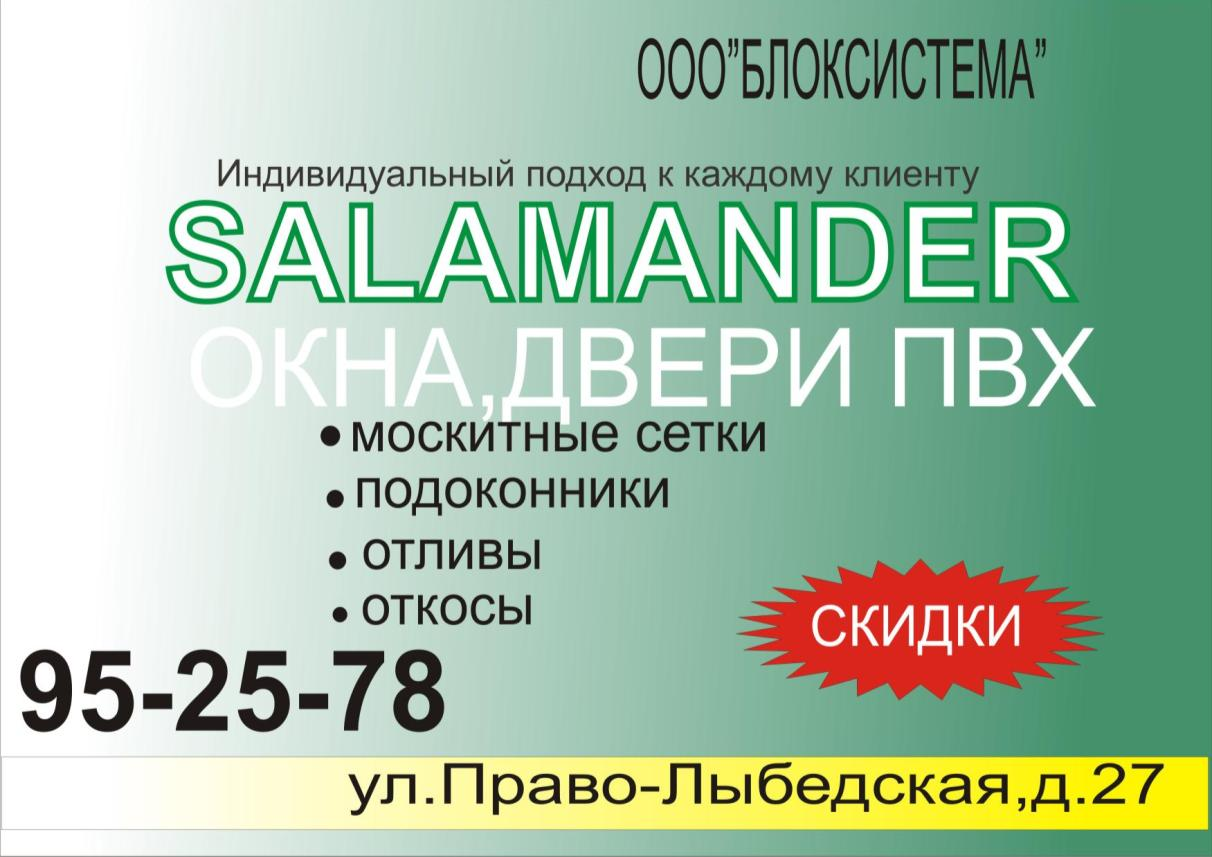 ООО"БЛОКСИСТЕМА"
Индивидуальный подход к каждому клиенту
SALAMANDER
ОКНА,ДВЕРИ ПВХ
•москитные сетки
•подоконники
• отливы
• откосы
СКИДКИ
95-25-78
ул.Право-Лыбедская,д.27